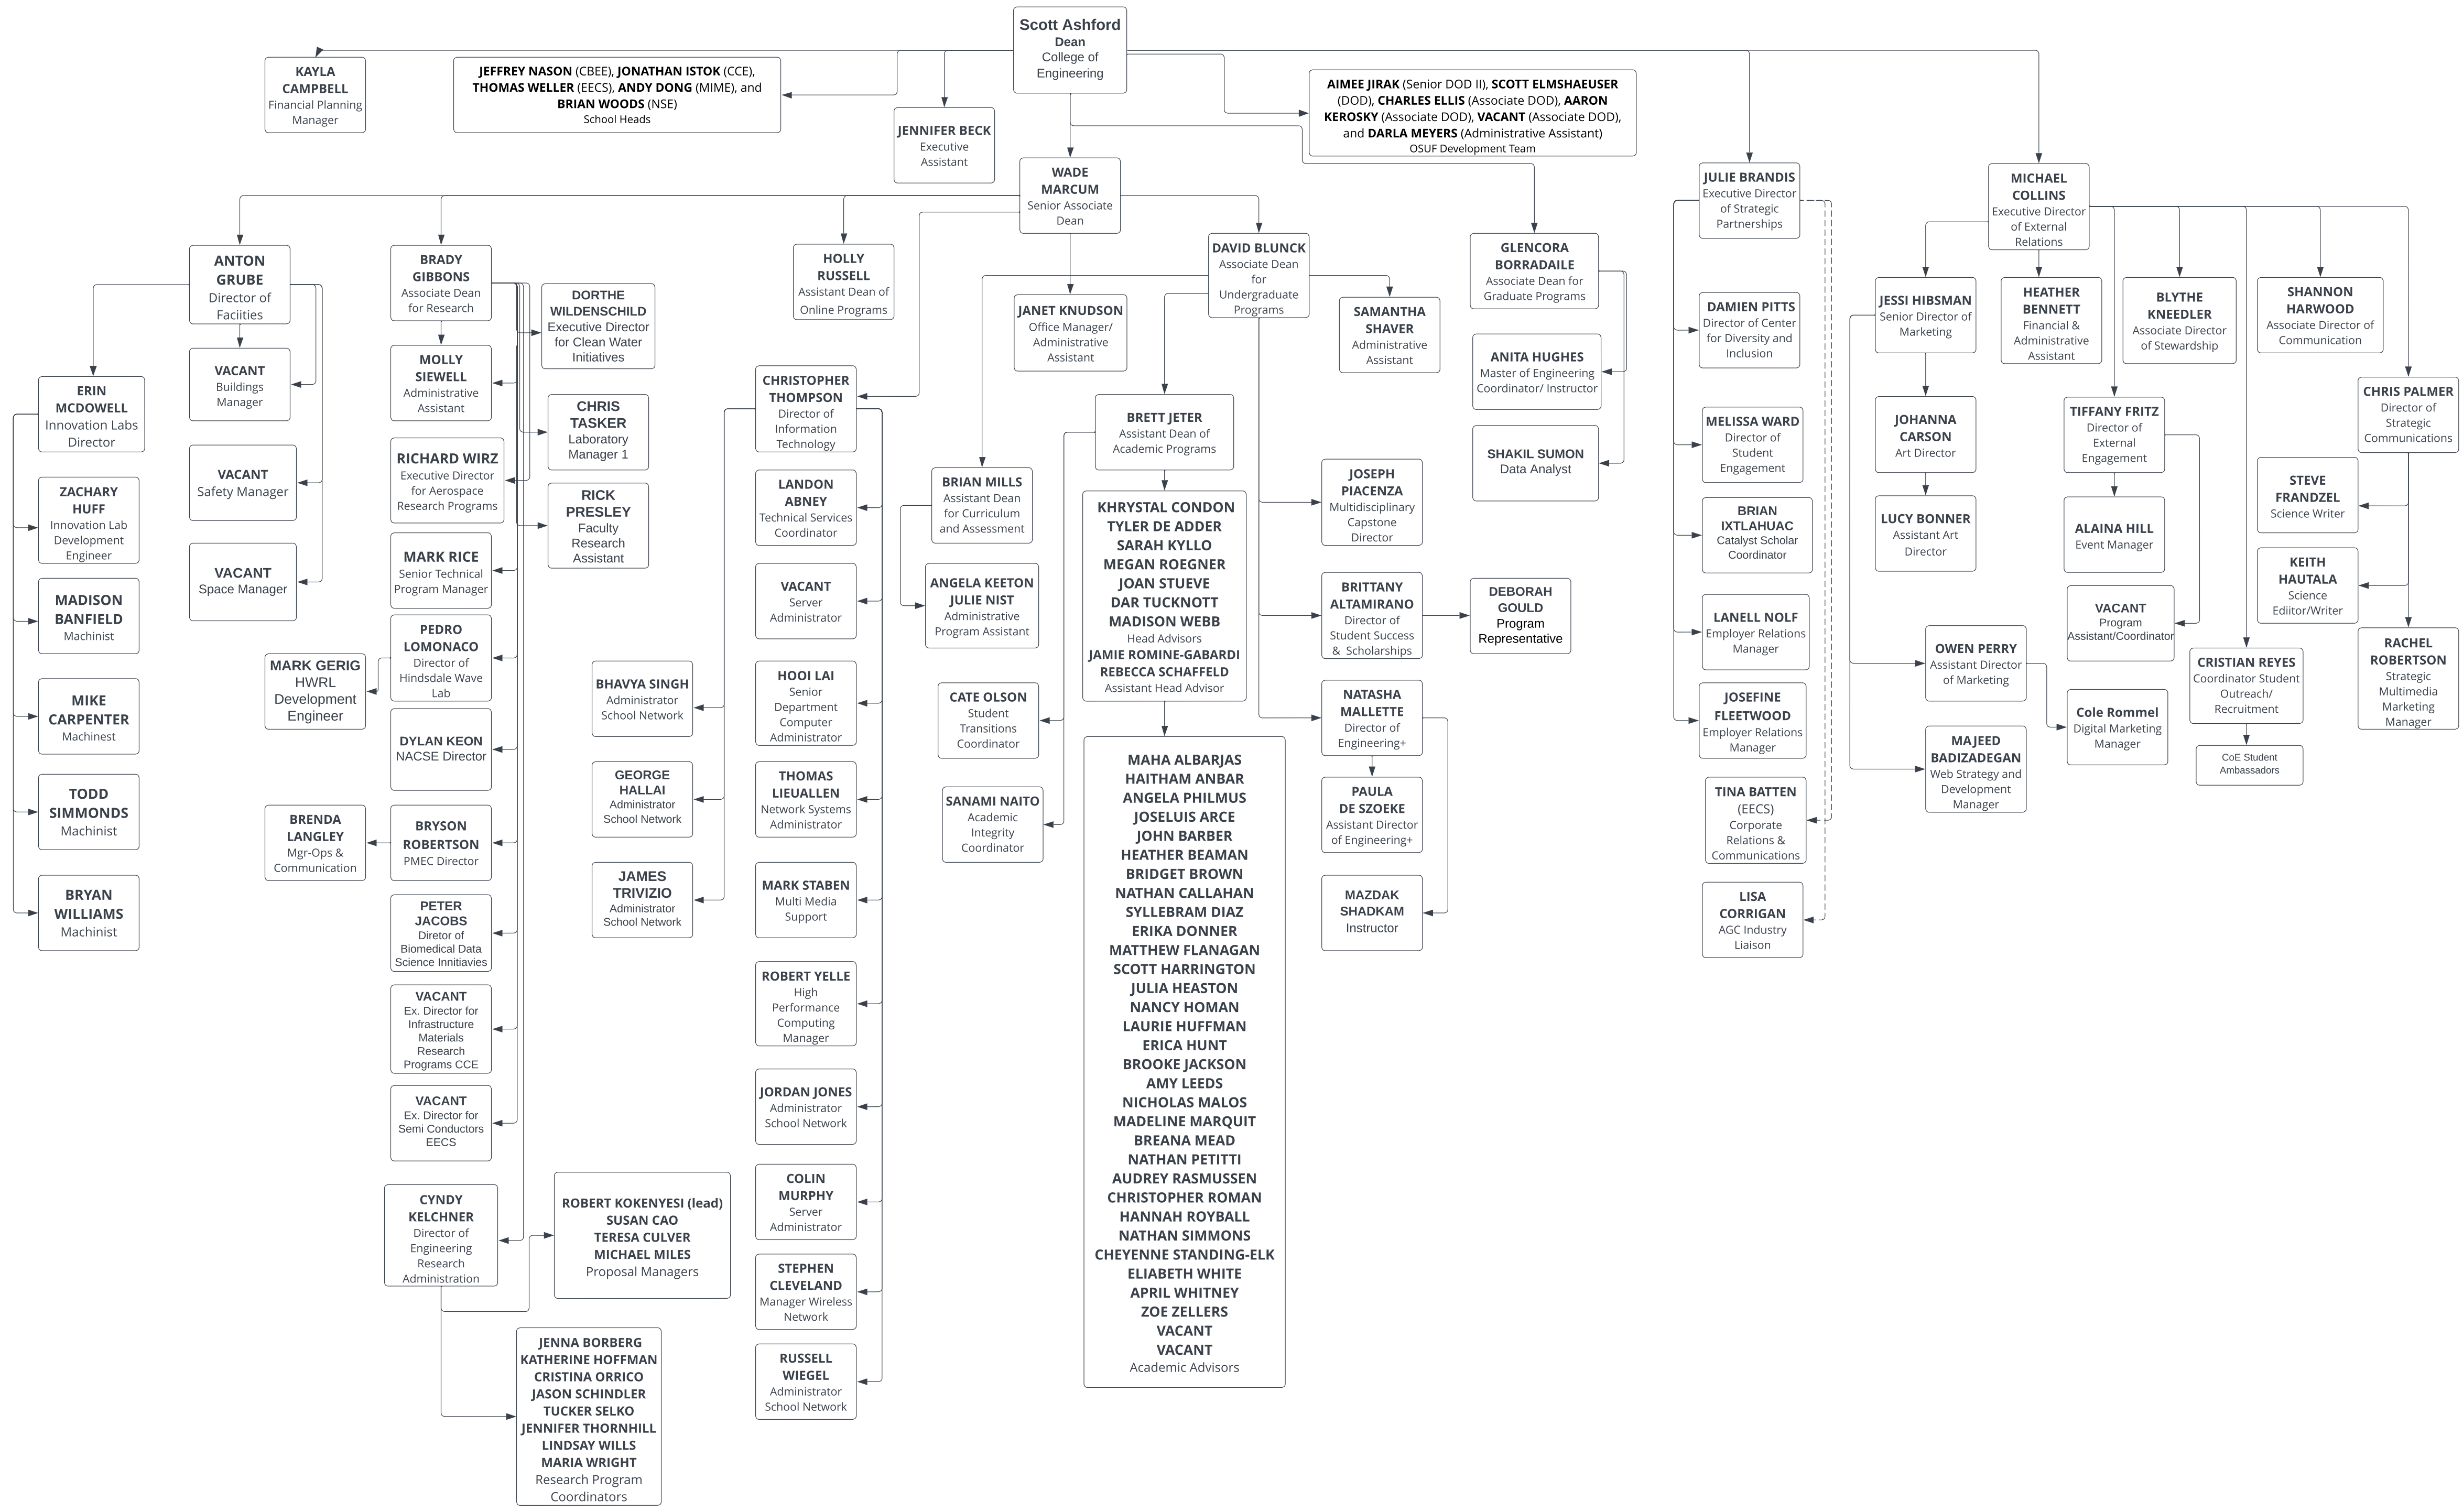 Scott Ashford
Dean
College of
Engineering
KAYLA
CAMPBELL
Financial Planning
Manager
JEFFREY NASON (CBEE), JONATHAN ISTOK (CCE),
THOMAS WELLER (EECS), ANDY DONG (MIME), and
BRIAN WOODS (NSE)
School Heads
JENNIFER BECK
Executive
Assistant
AIMEE JIRAK (Senior DOD II), SCOTT ELMSHAEUSER
(DOD), CHARLES ELLIS (Associate DOD), AARON
KEROSKY (Associate DOD), VACANT (Associate DOD),
and DARLA MEYERS (Administrative Assistant)
OSUF Development Team
WADE
MARCUM
Senior Associate
Dean
JULIE BRANDIS
Executive Director
of Strategic
Partnerships
MICHAEL
COLLINS
Executive Director
of External
Relations
ANTON
GRUBE
Director of
Faciities
BRADY
GIBBONS
Associate Dean
for Research
HOLLY
RUSSELL
Assistant Dean of
Online Programs
DAVID BLUNCK
Associate Dean
for
Undergraduate
Programs
GLENCORA
BORRADAILE
Associate Dean for
Graduate Programs
ERIN
MCDOWELL
Innovation Labs
Director
ZACHARY
HUFF
Innovation Lab
Development
Engineer
MADISON
BANFIELD
Machinist
MIKE
CARPENTER
Machinest
TODD
SIMMONDS
Machinist
BRYAN
WILLIAMS
Machinist
VACANT
Buildings
Manager
VACANT
Safety Manager
VACANT
Space Manager
MOLLY
SIEWELL
Administrative
Assistant
RICHARD WIRZ
Executive Director
for Aerospace
Research Programs
MARK RICE
Senior Technical
Program Manager
PEDRO
LOMONACO
Director of
Hindsdale Wave
Lab
MARK GERIG
HWRL
Development
Engineer
DYLAN KEON
NACSE Director
BRYSON
ROBERTSON
PMEC Director
BRENDA
LANGLEY
Mgr-Ops &
Communication
PETER
JACOBS
Diretor of
Biomedical Data
Science Innitiavies
VACANT
Ex. Director for
Infrastructure
Materials
Research
Programs CCE
VACANT
Ex. Director for
Semi Conductors
EECS
CYNDY
KELCHNER
Director of
Engineering
Research
Administration
DORTHE
WILDENSCHILD
Executive Director
for Clean Water
Initiatives
CHRIS
TASKER
Laboratory
Manager 1
RICK
PRESLEY
Faculty
Research
Assistant
ROBERT KOKENYESI (lead)
SUSAN CAO
TERESA CULVER
MICHAEL MILES
Proposal Managers
JENNA BORBERG
KATHERINE HOFFMAN
CRISTINA ORRICO
JASON SCHINDLER
TUCKER SELKO
JENNIFER THORNHILL
LINDSAY WILLS
MARIA WRIGHT
Research Program
Coordinators
CHRISTOPHER
THOMPSON
Director of
Information
Technology
BHAVYA SINGH
Administrator
School Network
GEORGE
HALLAI
Administrator
School Network
JAMES
TRIVIZIO
Administrator
School Network
LANDON
ABNEY
Technical Services
Coordinator
VACANT
Server
Administrator
HOOI LAI
Senior
Department
Computer
Administrator
THOMAS
LIEUALLEN
Network Systems
Administrator
MARK STABEN
Multi Media
Support
ROBERT YELLE
High
Performance
Computing
Manager
JORDAN JONES
Administrator
School Network
COLIN
MURPHY
Server
Administrator
STEPHEN
CLEVELAND
Manager Wireless
Network
RUSSELL
WIEGEL
Administrator
School Network
JANET KNUDSON
Office Manager/
Administrative
Assistant
SAMANTHA
SHAVER
Administrative
Assistant
BRIAN MILLS
Assistant Dean
for Curriculum
and Assessment
ANGELA KEETON
JULIE NIST
Administrative
Program Assistant
BRETT JETER
Assistant Dean of
Academic Programs
CATE OLSON
Student
Transitions
Coordinator
SANAMI NAITO
Academic
Integrity
Coordinator
KHRYSTAL CONDON
TYLER DE ADDER
SARAH KYLLO
MEGAN ROEGNER
JOAN STUEVE
DAR TUCKNOTT
MADISON WEBB
Head Advisors
JAMIE ROMINE-GABARDI
REBECCA SCHAFFELD
Assistant Head Advisor
MAHA ALBARJAS
HAITHAM ANBAR
ANGELA PHILMUS
JOSELUIS ARCE
JOHN BARBER
HEATHER BEAMAN
BRIDGET BROWN
NATHAN CALLAHAN
SYLLEBRAM DIAZ
ERIKA DONNER
MATTHEW FLANAGAN
SCOTT HARRINGTON
JULIA HEASTON
NANCY HOMAN
LAURIE HUFFMAN
ERICA HUNT
BROOKE JACKSON
AMY LEEDS
NICHOLAS MALOS
MADELINE MARQUIT
BREANA MEAD
NATHAN PETITTI
AUDREY RASMUSSEN
CHRISTOPHER ROMAN
HANNAH ROYBALL
NATHAN SIMMONS
CHEYENNE STANDING-ELK
ELIABETH WHITE
APRIL WHITNEY
ZOE ZELLERS
VACANT
VACANT
Academic Advisors
JOSEPH
PIACENZA
Multidisciplinary
Capstone
Director
BRITTANY
ALTAMIRANO
Director of
Student Success
& Scholarships
DEBORAH
GOULD
Program
Representative
NATASHA
MALLETTE
Director of
Engineering+
PAULA
DE SZOEKE
Assistant Director
of Engineering+
MAZDAK
SHADKAM
Instructor
ANITA HUGHES
Master of Engineering
Coordinator/ Instructor
SHAKIL SUMON
Data Analyst
DAMIEN PITTS
Director of Center
for Diversity and
Inclusion
MELISSA WARD
Director of
Student
Engagement
BRIAN
IXTLAHUAC
Catalyst Scholar
Coordinator
LANELL NOLF
Employer Relations
Manager
JOSEFINE
FLEETWOOD
Employer Relations
Manager
TINA BATTEN
(EECS)
Corporate
Relations &
Communications
LISA
CORRIGAN
AGC Industry
Liaison
JESSI HIBSMAN
Senior Director of
Marketing
JOHANNA
CARSON
Art Director
LUCY BONNER
Assistant Art
Director
OWEN PERRY
Assistant Director
of Marketing
Cole Rommel
Digital Marketing
Manager
MAJEED
BADIZADEGAN
Web Strategy and
Development
Manager
HEATHER
BENNETT
Financial &
Administrative
Assistant
TIFFANY FRITZ
Director of
External
Engagement
ALAINA HILL
Event Manager
VACANT
Program
Assistant/Coordinator
BLYTHE
KNEEDLER
Associate Director
of Stewardship
CRISTIAN REYES
Coordinator Student
Outreach/
Recruitment
CoE Student
Ambassadors
SHANNON
HARWOOD
Associate Director of
Communication
CHRIS PALMER
Director of
Strategic
Communications
STEVE
FRANDZEL
Science Writer
KEITH
HAUTALA
Science
Ediitor/Writer
RACHEL
ROBERTSON
Strategic
Multimedia
Marketing
Manager